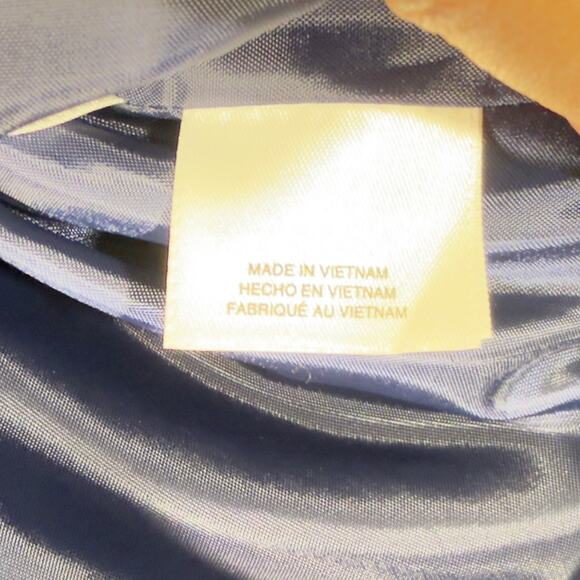 MADE IN VIETNAM
HECHO EN VIETNAM
FABRIQUÉ AU VIETNAM